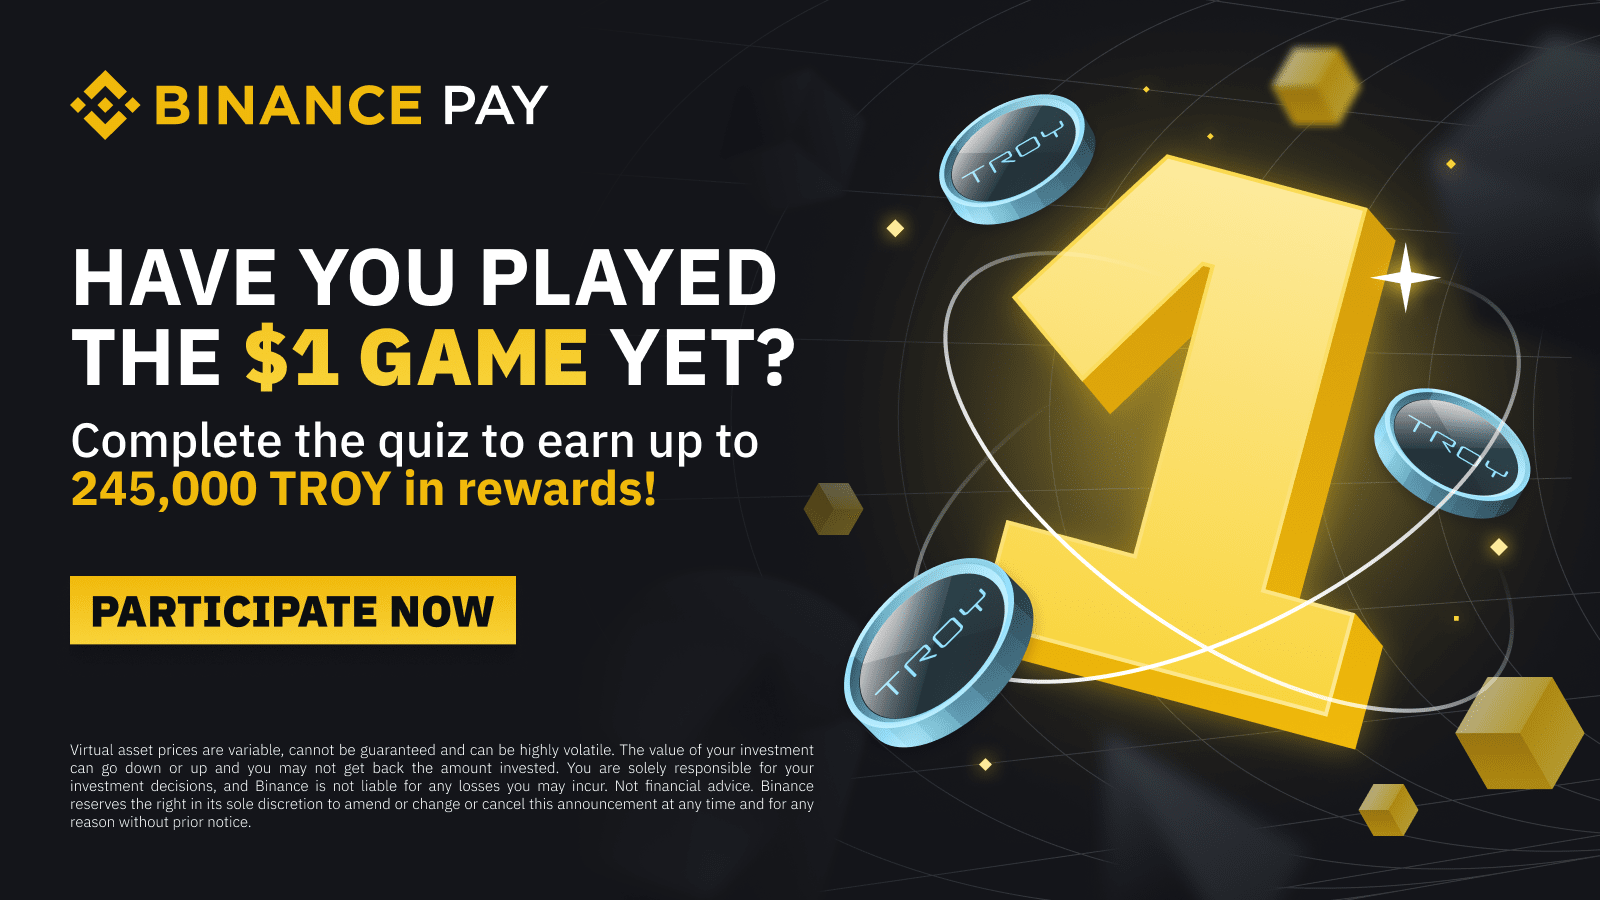 BINANCE PAY
HAVE YOU PLAYED
THE $1 GAME YET?
Complete the quiz to earn up to
245,000 TROY in rewards!
PARTICIPATE NOW
Virtual asset prices are variable, cannot be guaranteed and can be highly volatile. The value of your investment
can go down or up and you may not get back the amount invested. You are solely responsible for your
investment decisions, and Binance is not liable for any losses you may incur. Not financial advice. Binance
reserves the right in its sole discretion to amend or change or cancel this announcement at any time and for any
reason without prior notice.
TROY
1
TROY
TROY